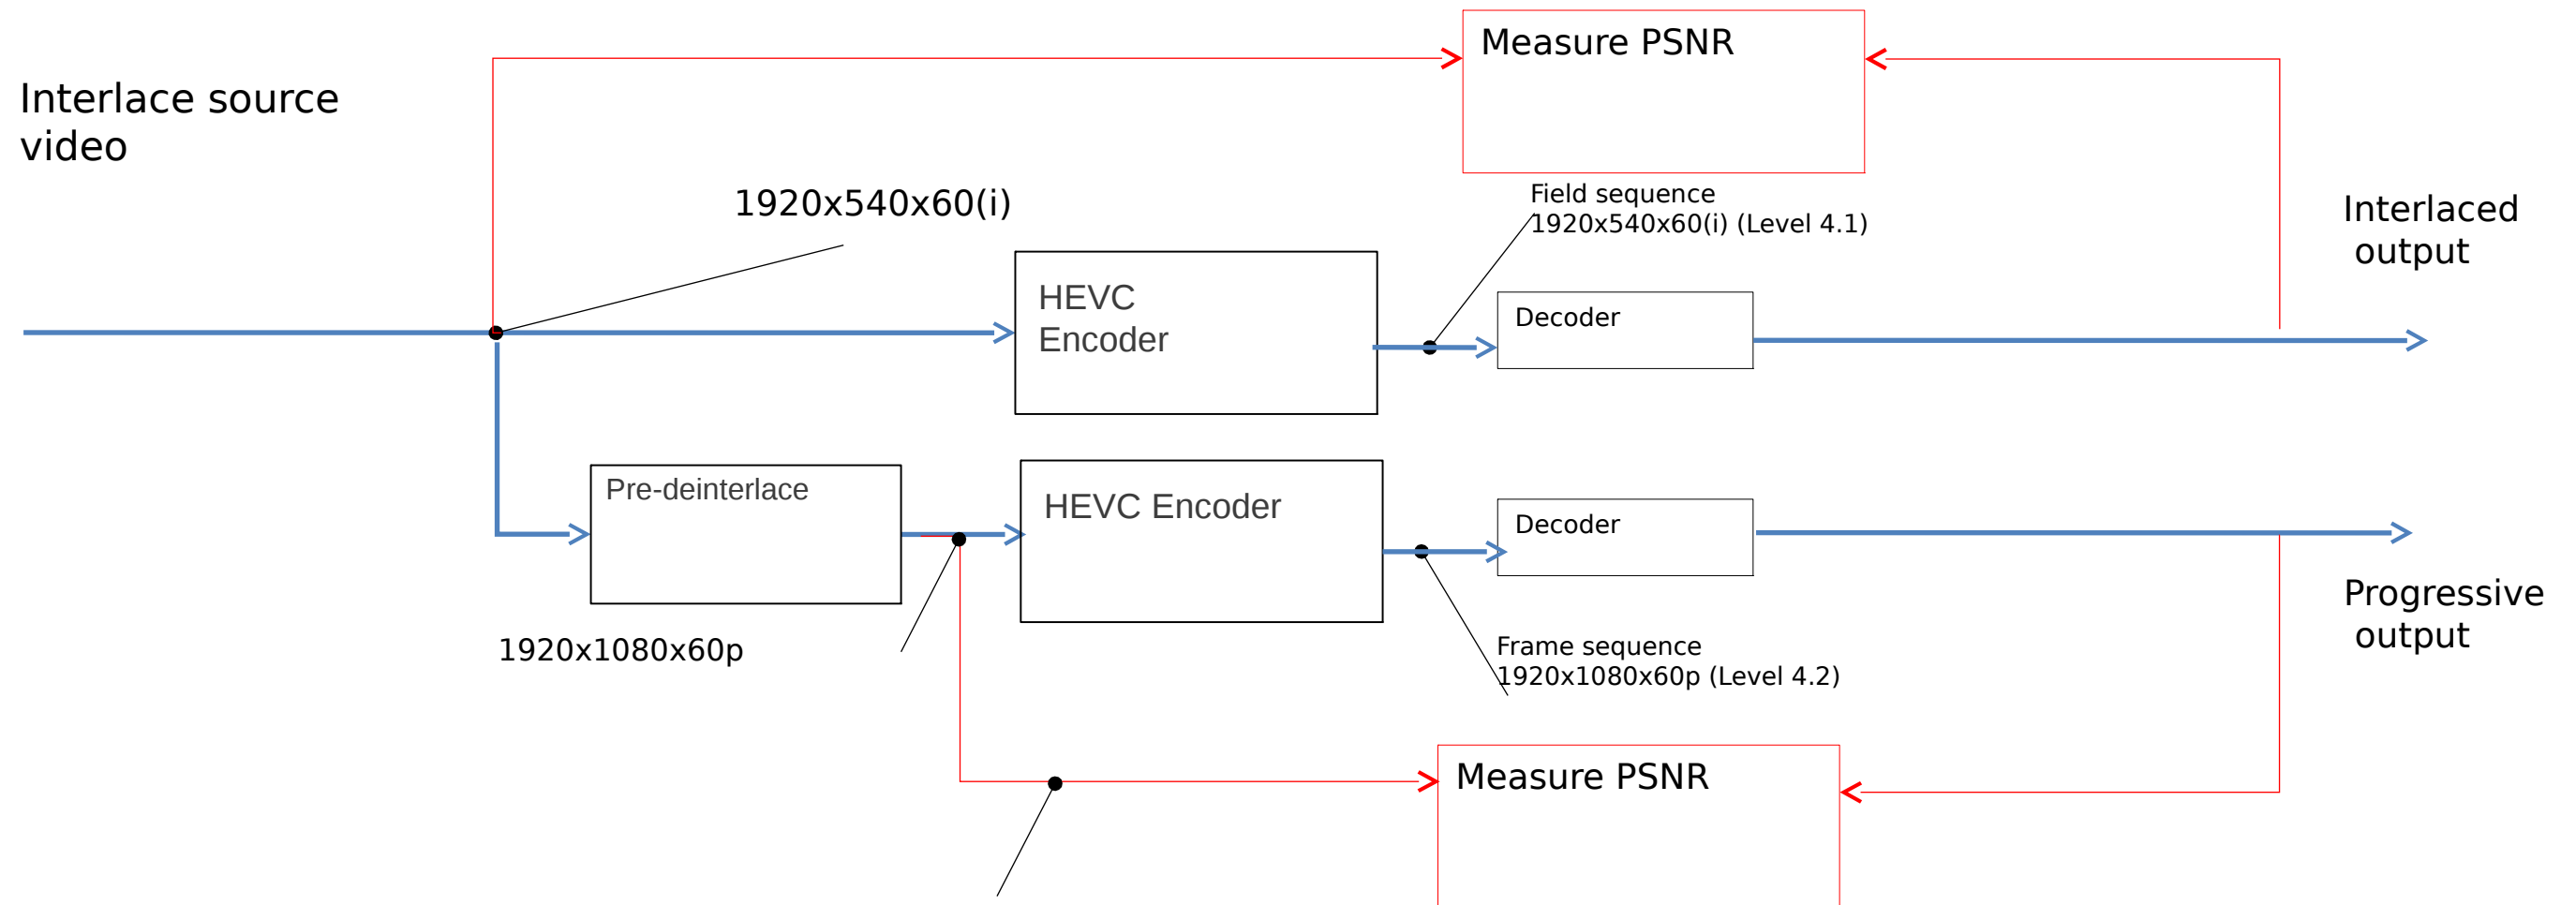 Measure PSNR
Interlace source
video
1920x540x60(i)
Field sequence
1920x540x60(i) (Level 4.1)
Interlaced
output
HEVC
Encoder
Decoder
Pre-deinterlace
HEVC Encoder
Decoder
1920x1080x60p
Frame sequence
1920x1080x60p (Level 4.2)
Progressive
output
Measure PSNR